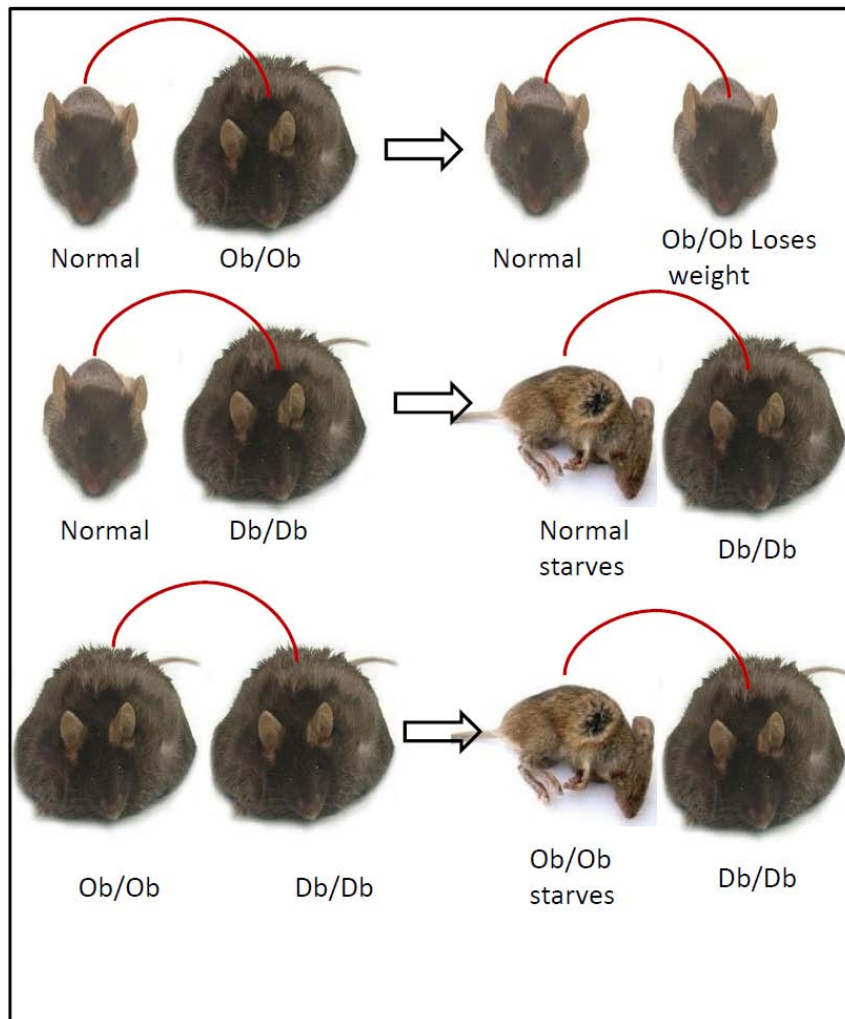 Normal
Ob/Ob
Normal
Ob/Ob Loses
weight
Normal
Db/Db
Normal
starves
Db/Db
Ob/Ob
Db/Db
Ob/Ob
starves
Db/Db